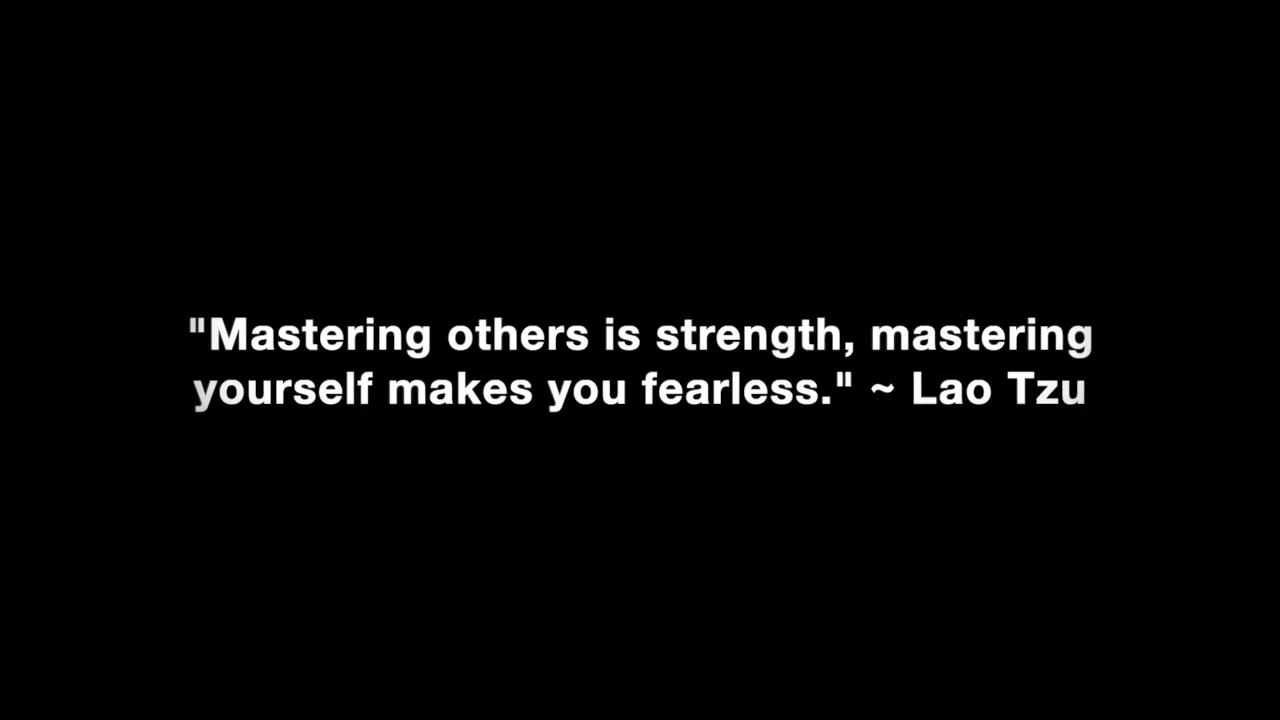 "Mastering others is strength, mastering
yourself makes you fearless." ~ Lao Tzu